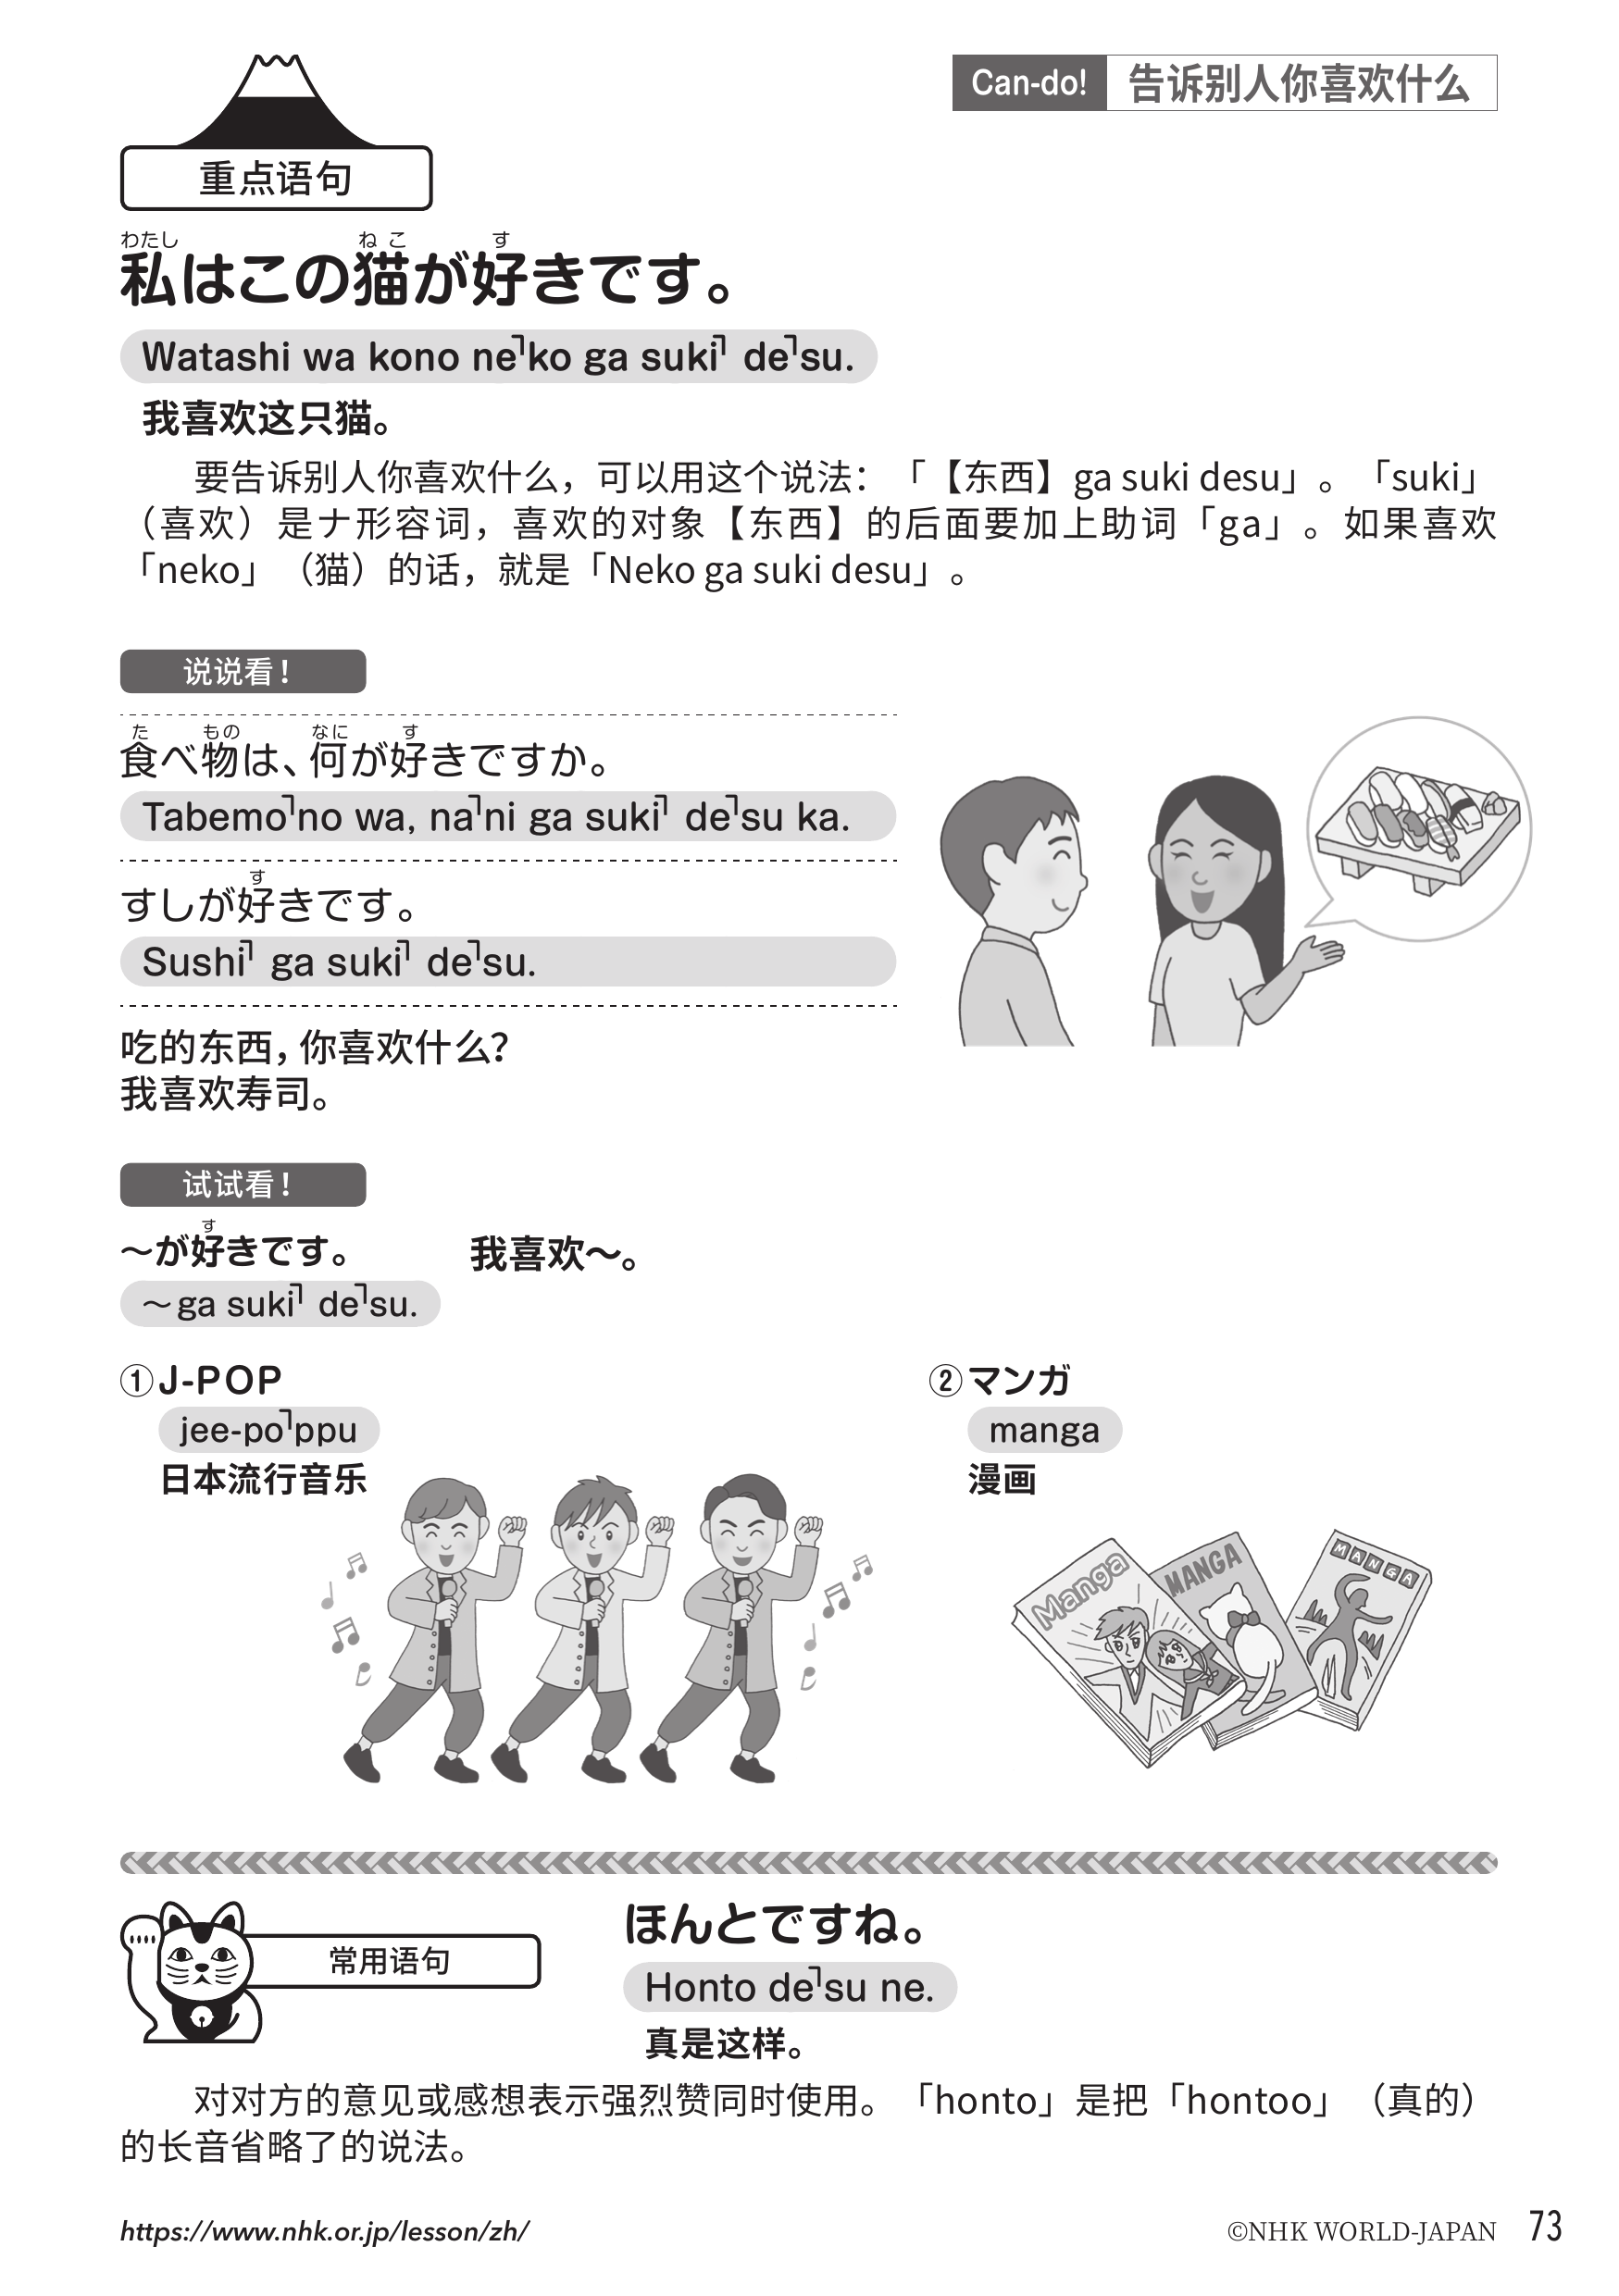 Can-do! 告诉别人你喜欢什么
重点语句
わたし ねこ す
私はこの猫が好きです。
Watashi wa kono ne˥ko ga suki˥ de˥su.
我喜欢这只猫。
要告诉别人你喜欢什么，可以用这个说法：「【东西】ga suki desu」。「suki」
（喜欢）是ナ形容词，喜欢的对象【东西】的后面要加上助词「ga」。如果喜欢
「neko」（猫）的话，就是「Neko ga suki desu」。
说说看！
た もの なに す
食べ物は、何が好きですか。
Tabemo˥no wa, na˥ni ga suki˥ de˥su ka.
す
すしが好きです。
Sushi˥ ga suki˥ de˥su.
吃的东西，你喜欢什么？
我喜欢寿司。
试试看！
す
～が好きです。 我喜欢～。
～ga suki˥ de˥su.
①J-POP
jee-po˥ppu
日本流行音乐
②マンガ
manga
漫画
Manga
MANGA
MANGA
常用语句
ほんとですね。
Honto de˥su ne.
真是这样。
对对方的意见或感想表示强烈赞同时使用。「honto」是把「hontoo」（真的）
的长音省略了的说法。
https://www.nhk.or.jp/lesson/zh/
©NHK WORLD-JAPAN 73